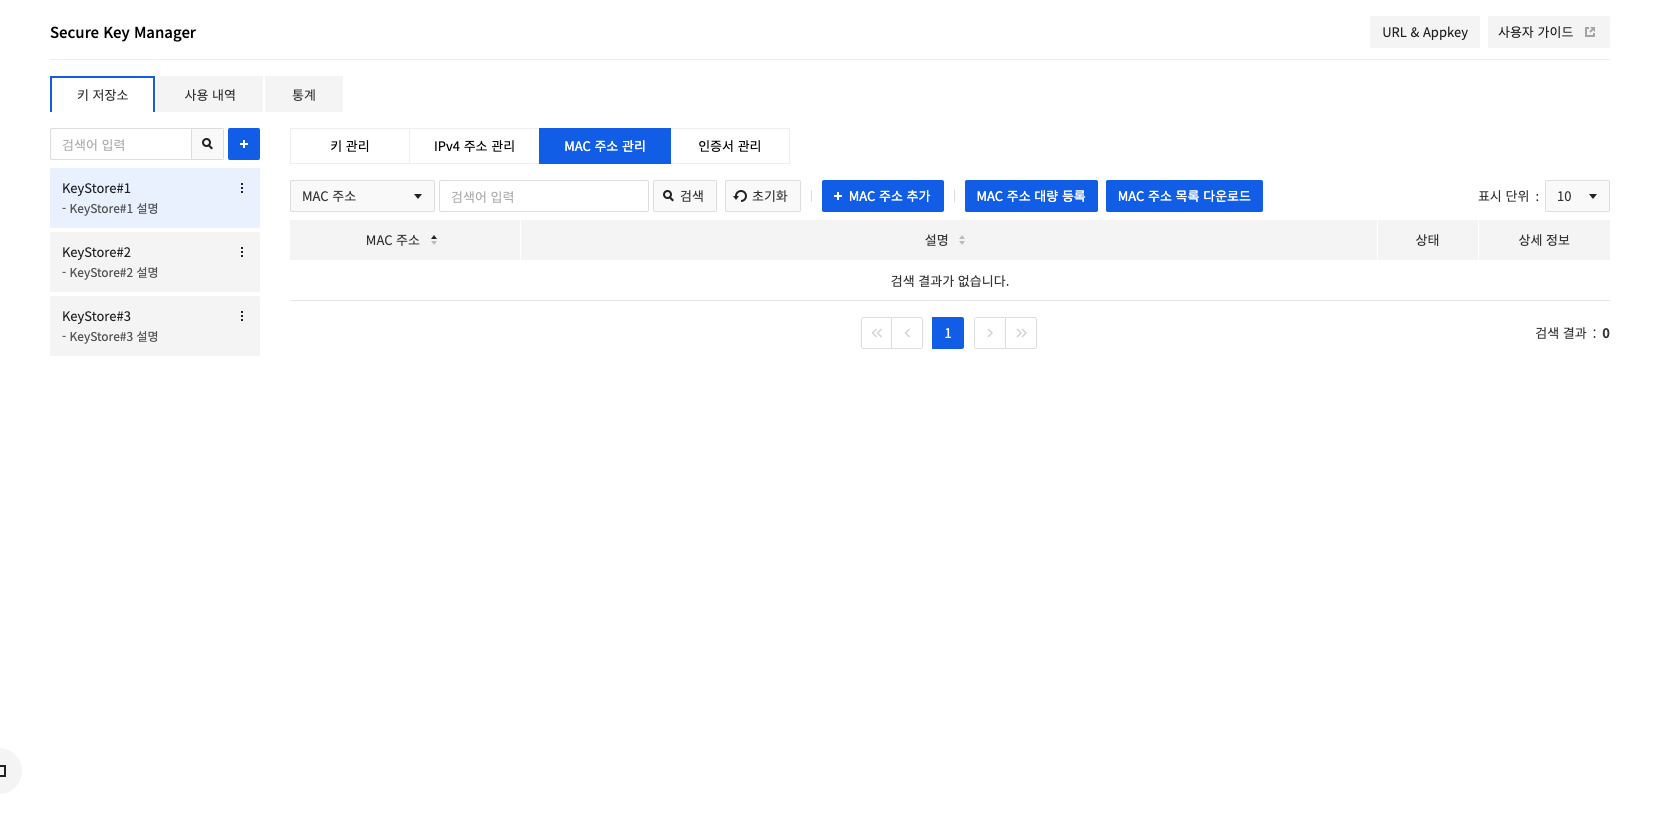 Secure Key Manager
URL & Appkey
사용자 가이드
키 저장소
사용 내역
통계
검색어 입력
+
KeyStore#1
- KeyStore#1 설명
KeyStore#2
- KeyStore#2 설명
KeyStore#3
- KeyStore#3 설명
키 관리
IPv4 주소 관리
MAC 주소 관리
인증서 관리
MAC 주소
검색어 입력
검색
초기화
+ MAC 주소 추가
MAC 주소 대량 등록
MAC 주소 목록 다운로드
표시 단위 : 10
MAC 주소
설명
상태
상세 정보
검색 결과가 없습니다.
1
검색 결과 : 0